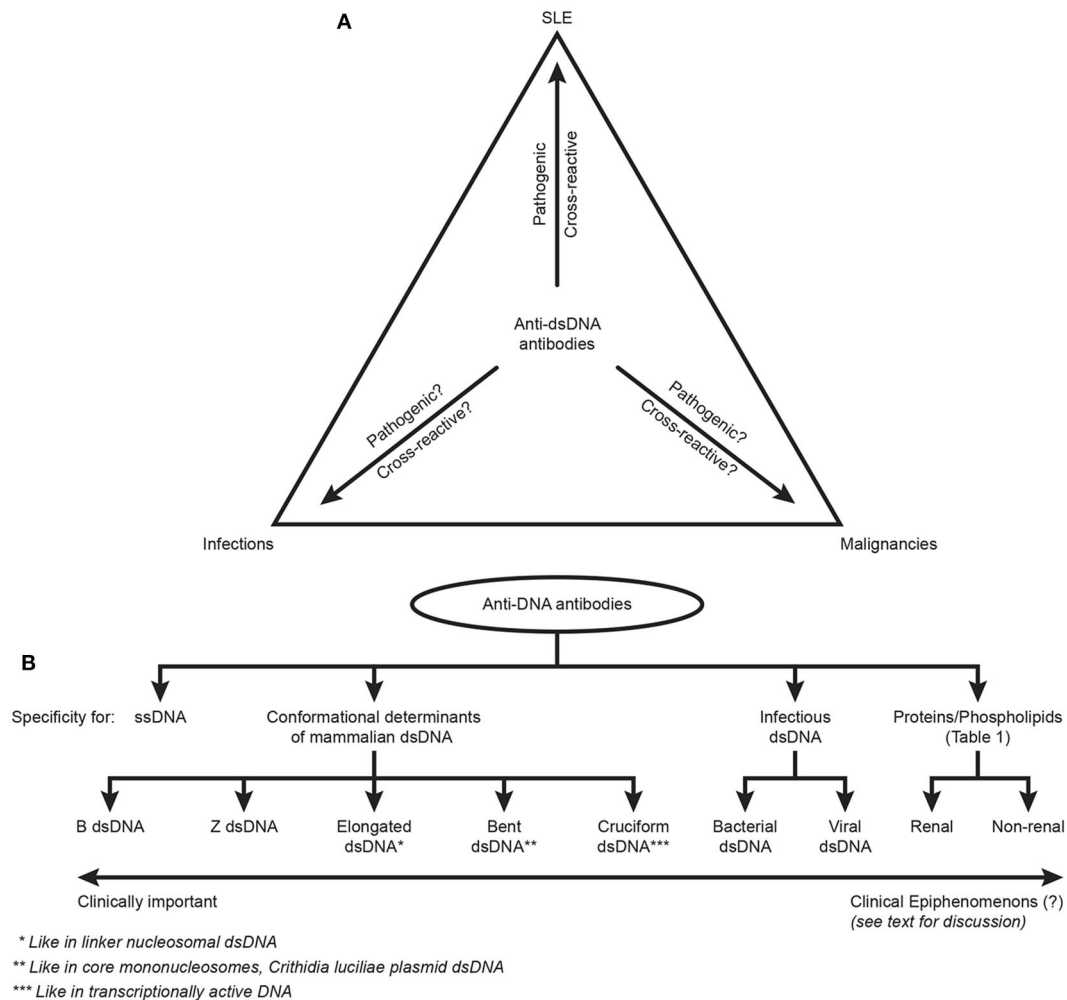 A
SLE
Pathogenic
Cross-reactive
Anti-dsDNA
antibodies
Pathogenic?
Cross-reactive?
Pathogenic?
Cross-reactive?
Infections
Malignancies
Anti-DNA antibodies
B
Specificity for:
ssDNA
Conformational determinants
of mammalian dsDNA
Infectious
dsDNA
Proteins/Phospholipids
(Table 1)
B dsDNA
Z dsDNA
Elongated
dsDNA*
Bent
dsDNA**
Cruciform
dsDNA***
Bacterial
dsDNA
Viral
dsDNA
Renal
Non-renal
Clinically important
Clinical Epiphenomenons (?)
(see text for discussion)
* Like in linker nucleosomal dsDNA
** Like in core mononucleosomes, Crithidia luciliae plasmid dsDNA
*** Like in transcriptionally active DNA